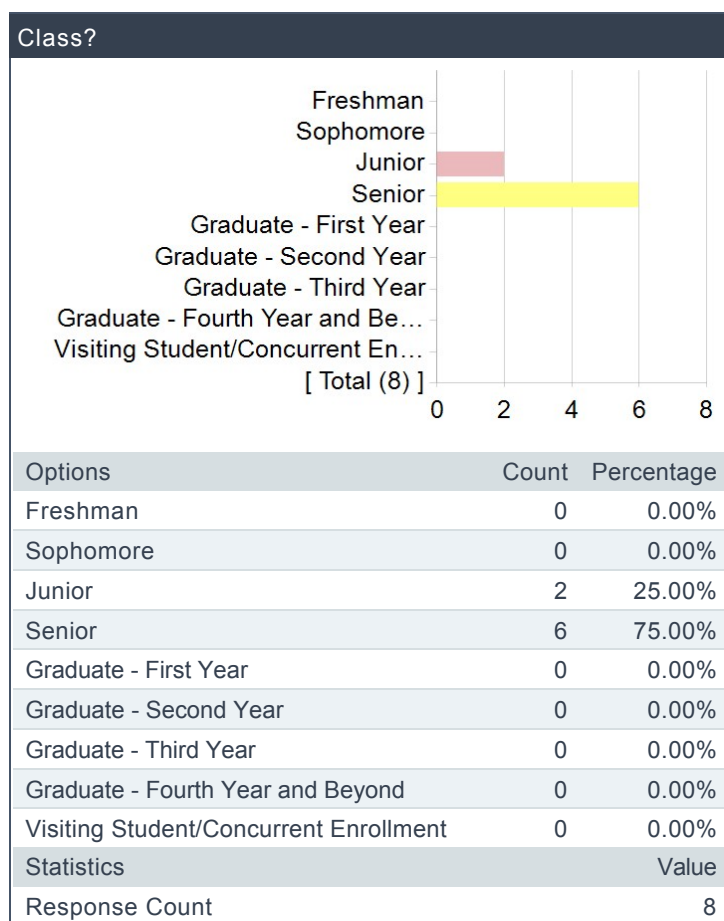 Class?
Freshman
Sophomore
Junior
Senior
Graduate - First Year
Graduate - Second Year
Graduate - Third Year
Graduate - Fourth Year and Be...
Visiting Student/Concurrent En...
[ Total (8) ]
0 2 4 6 8
Options Count Percentage
Freshman 0 0.00%
Sophomore 0 0.00%
Junior 2 25.00%
Senior 6 75.00%
Graduate - First Year 0 0.00%
Graduate - Second Year 0 0.00%
Graduate - Third Year 0 0.00%
Graduate - Fourth Year and Beyond 0 0.00%
Visiting Student/Concurrent Enrollment 0 0.00%
Statistics Value
Response Count 8